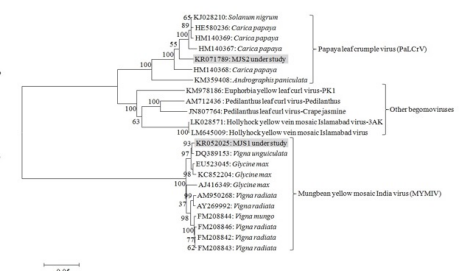 65 KJ028210: Solanum nigrum
89 HE580236: Carica papaya
100 HM140369: Carica papaya
55 HM140367: Carica papaya
Papaya leaf crumple virus (PaLCrV)
100 KR071789: MJS2 under study
100 HM140368: Carica papaya
KM359408: Andrographis paniculata
KM978186: Euphorbia yellow leaf curl virus-PK1
100 AM712436: Pedilanthus leaf curl virus-Pedilanthus
100 JN807764: Pedilanthus leaf curl virus-Crape jasmine
Other begomoviruses
63 LK028571: Hollyhock yellow vein mosaic Islamabad virus-3AK
100 LM645009: Hollyhock yellow vein mosaic Islamabad virus
93 KR052025: MJS1 under study
97 DQ389153: Vigna unguiculata
EU523045: Glycine max
98 KC852204: Glycine max
100 AJ416349: Glycine max
Mungbean yellow mosaic India virus (MYMIV)
99 AM950268: Vigna radiata
37 AY269992: Vigna radiata
98 FM208844: Vigna mungo
100 FM208846: Vigna radiata
77 FM208842: Vigna radiata
62 FM208843: Vigna radiata
0.05